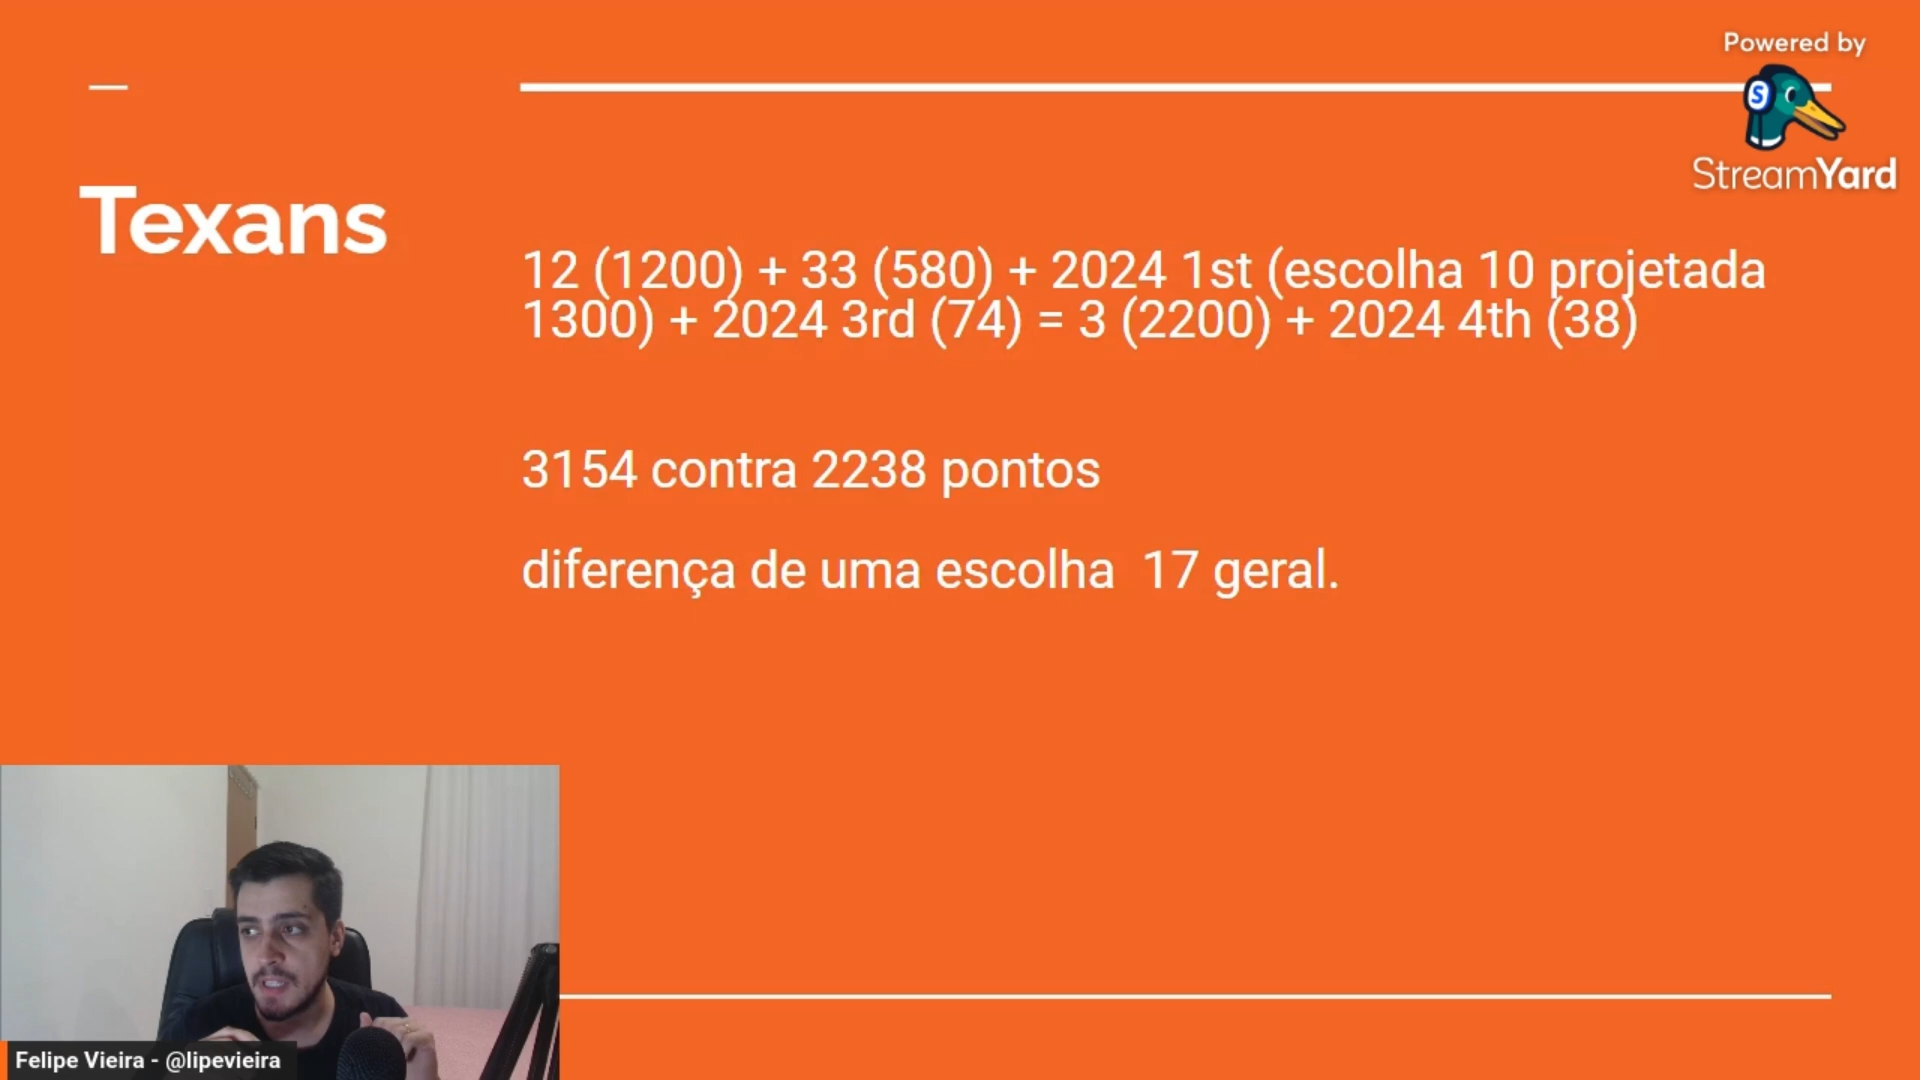 Powered by
S
StreamYard
Texans
12 (1200) + 33 (580) + 2024 1st (escolha 10 projetada
1300) + 2024 3rd (74) = 3 (2200) + 2024 4th (38)
3154 contra 2238 pontos
diferença de uma escolha 17 geral.
Felipe Vieira - @lipevieira